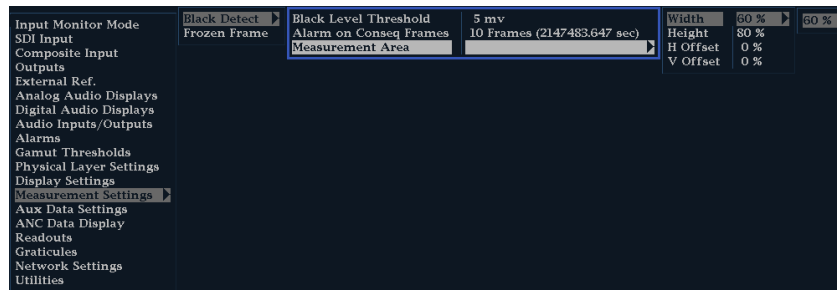 Input Monitor Mode
SDI Input
Composite Input
Outputs
External Ref.
Analog Audio Displays
Digital Audio Displays
Audio Inputs/Outputs
Alarms
Gamut Thresholds
Physical Layer Settings
Display Settings
Measurement Settings
Aux Data Settings
ANC Data Display
Readouts
Graticules
Network Settings
Utilities
Black Detect
Frozen Frame
Black Level Threshold 5 mv
Alarm on Conseq Frames 10 Frames (2147483.647 sec)
Measurement Area
Width 60 %
Height 80 %
H Offset 0 %
V Offset 0 %
60 %